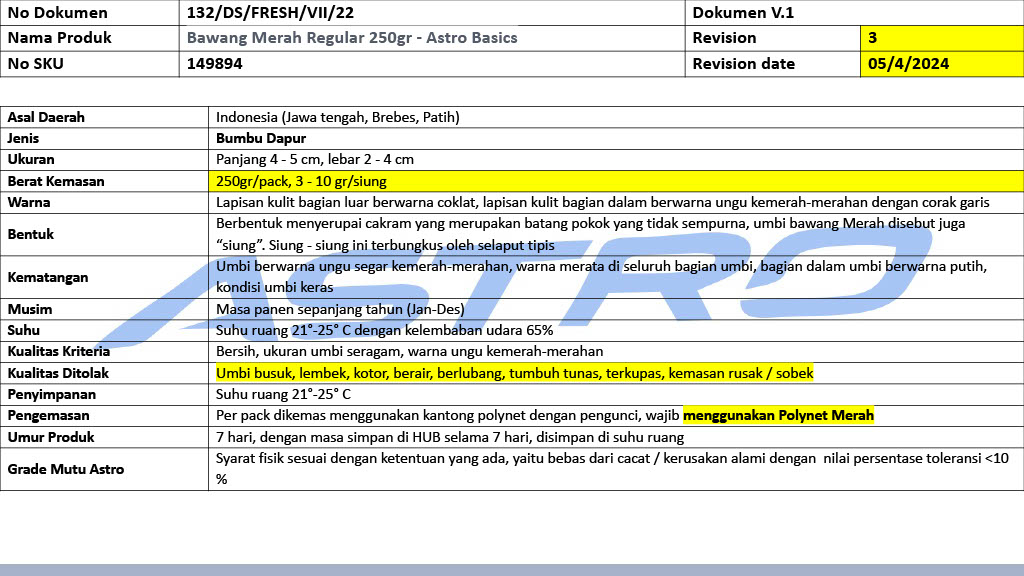 No Dokumen 132/DS/FRESH/VII/22 Dokumen V.1
Nama Produk Bawang Merah Regular 250gr - Astro Basics Revision 3
No SKU 149894 Revision date 05/4/2024
Asal Daerah Indonesia (Jawa tengah, Brebes, Patih)
Jenis Bumbu Dapur
Ukuran Panjang 4 - 5 cm, lebar 2 - 4 cm
Berat Kemasan 250gr/pack, 3 - 10 gr/siung
Warna Lapisan kulit bagian luar berwarna coklat, lapisan kulit bagian dalam berwarna ungu kemerah-merahan dengan corak garis
Bentuk Berbentuk menyerupai cakram yang merupakan batang pokok yang tidak sempurna, umbi bawang Merah disebut juga
“siung”. Siung - siung ini terbungkus oleh selaput tipis
Kematangan Umbi berwarna ungu segar kemerah-merahan, warna merata di seluruh bagian umbi, bagian dalam umbi berwarna putih,
kondisi umbi keras
Musim Masa panen sepanjang tahun (Jan-Des)
Suhu Suhu ruang 21°-25° C dengan kelembaban udara 65%
Kualitas Kriteria Bersih, ukuran umbi seragam, warna ungu kemerah-merahan
Kualitas Ditolak Umbi busuk, lembek, kotor, berair, berlubang, tumbuh tunas, terkupas, kemasan rusak / sobek
Penyimpanan Suhu ruang 21°-25° C
Pengemasan Per pack dikemas menggunakan kantong polynet dengan pengunci, wajib menggunakan Polynet Merah
Umur Produk 7 hari, dengan masa simpan di HUB selama 7 hari, disimpan di suhu ruang
Grade Mutu Astro Syarat fisik sesuai dengan ketentuan yang ada, yaitu bebas dari cacat / kerusakan alami dengan  nilai persentase toleransi <10
%
ASTRO